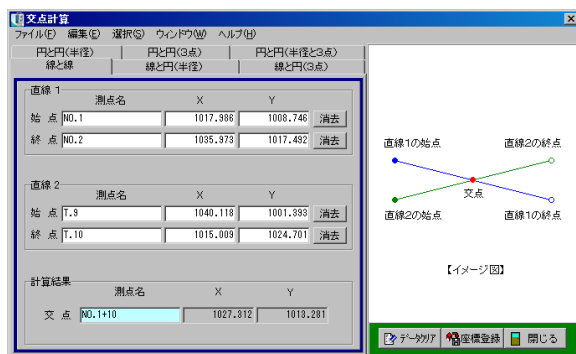 交点計算
ファイル(F) 編集(E) 選択(S) ウィンドウ(W) ヘルプ(H)
円と円(半径) 円と円(3点) 円と円(半径と3点)
線と線 線と円(半径) 線と円(3点)
直線 1
測点名 X Y
始 点 NO.1 1017.986 1008.746 消去
終 点 NO.2 1035.973 1017.492 消去
直線 2
測点名 X Y
始 点 T.9 1040.118 1001.393 消去
終 点 T.10 1015.009 1024.701 消去
計算結果
測点名 X Y
交 点 NO.1+10 1027.312 1013.281
直線1の始点 直線2の終点
交点
直線2の始点 直線1の終点
【イメージ図】
データクリア 座標登録 閉じる